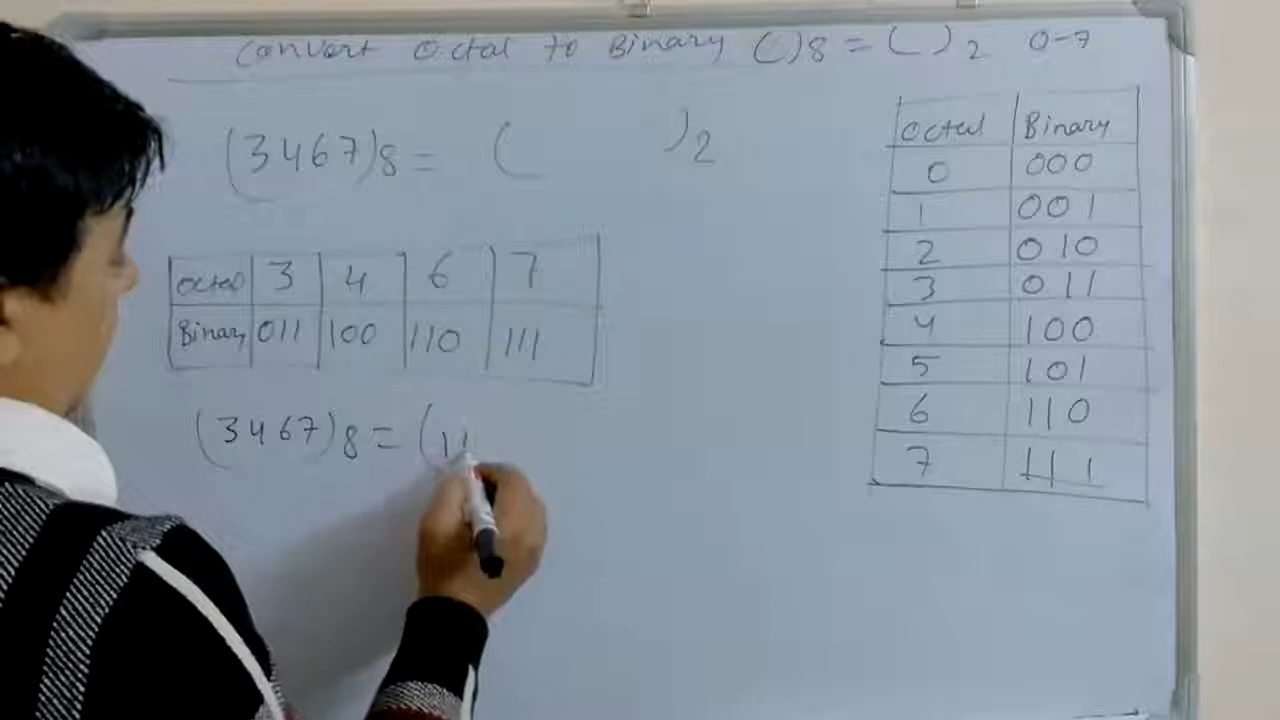 Convert Octal to Binary ( )8 = ( )2 0-7
(3467)8 = ( )2
Octal 3 4 6 7
Binary 011 100 110 111
(3467)8 = (11
Octal Binary
0 000
1 001
2 010
3 011
4 100
5 101
6 110
7 111